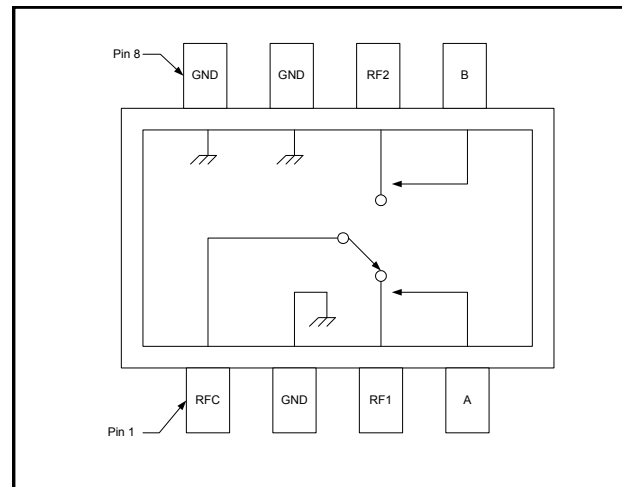 Pin 8
GND
GND
RF2
B
RFC
GND
RF1
A
Pin 1